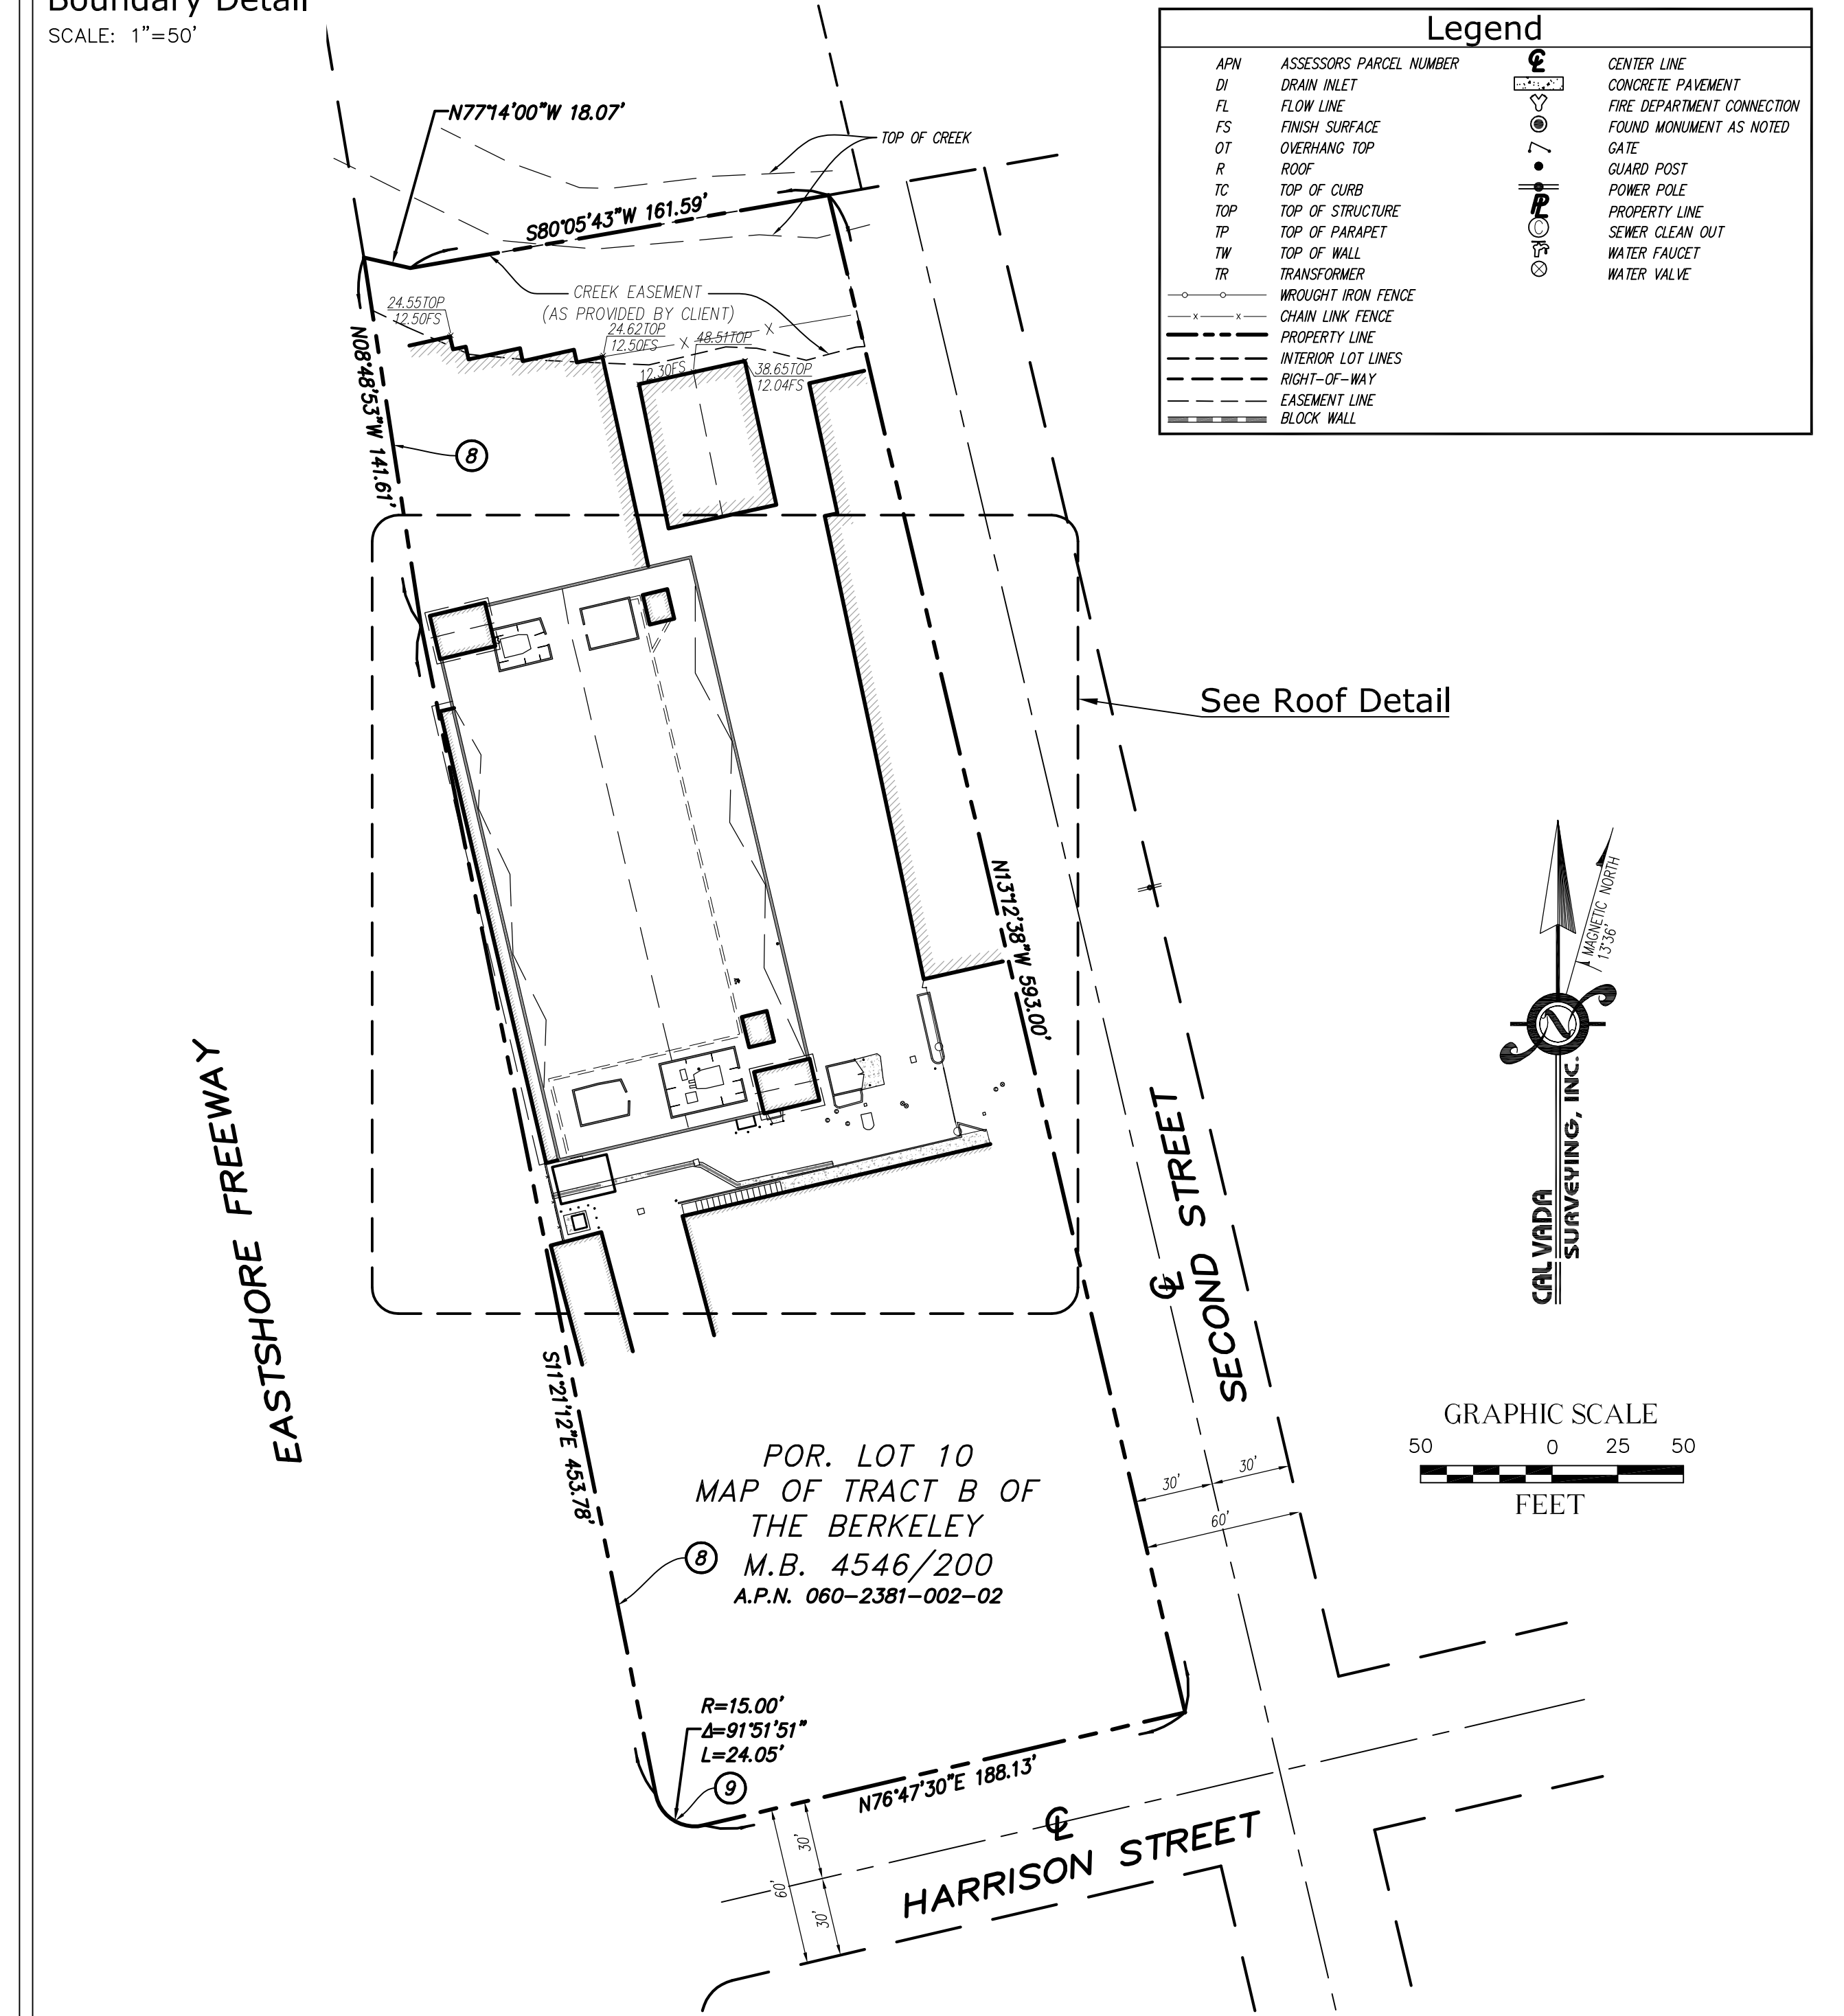 Boundary Detail
SCALE: 1"=50'
N77°14'00"W 18.07'
TOP OF CREEK
S80°05'43"W 161.59'
CREEK EASEMENT
(AS PROVIDED BY CLIENT)
24.55TOP
12.50FS
24.62TOP
12.50FS
48.51TOP
12.30FS
38.65TOP
12.04FS
N08°48'53"W 141.61'
8
Legend
APN ASSESSORS PARCEL NUMBER
DI DRAIN INLET
FL FLOW LINE
FS FINISH SURFACE
OT OVERHANG TOP
R ROOF
TC TOP OF CURB
TOP TOP OF STRUCTURE
TP TOP OF PARAPET
TW TOP OF WALL
TR TRANSFORMER
WROUGHT IRON FENCE
CHAIN LINK FENCE
PROPERTY LINE
INTERIOR LOT LINES
RIGHT-OF-WAY
EASEMENT LINE
BLOCK WALL
CL CENTER LINE
CONCRETE PAVEMENT
FIRE DEPARTMENT CONNECTION
FOUND MONUMENT AS NOTED
GATE
GUARD POST
POWER POLE
PL PROPERTY LINE
C SEWER CLEAN OUT
WATER FAUCET
WATER VALVE
See Roof Detail
N13°12'38"W 593.00'
MAGNETIC NORTH
13°36'
N
CALVADA
SURVEYING, INC.
EASTSHORE FREEWAY
SECOND STREET
CL
S11°21'12"E 453.78'
GRAPHIC SCALE
50 0 25 50
FEET
POR. LOT 10
MAP OF TRACT B OF
THE BERKELEY
M.B. 4546/200
A.P.N. 060-2381-002-02
8
30'
30'
60'
R=15.00'
Δ=91°51'51"
L=24.05'
9
N76°47'30"E 188.13'
CL
HARRISON STREET
30'
60'
30'